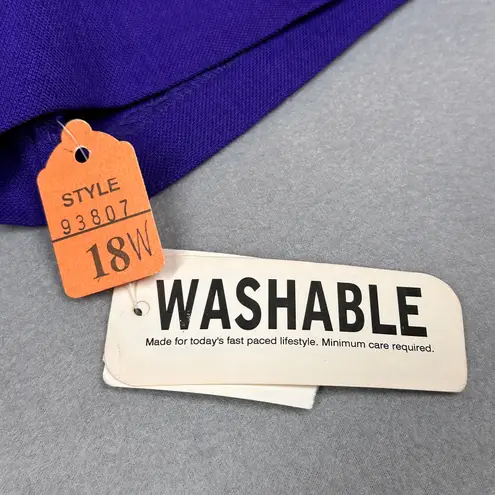 STYLE
93807
18W
WASHABLE
Made for today's fast paced lifestyle. Minimum care required.